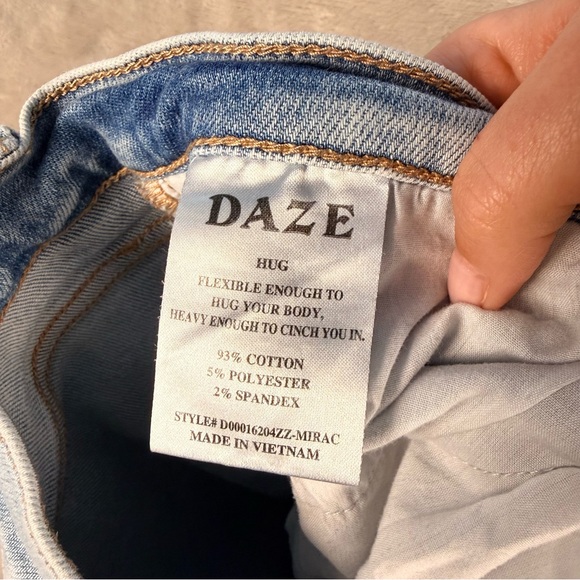 DAZE
HUG
FLEXIBLE ENOUGH TO
HUG YOUR BODY,
HEAVY ENOUGH TO CINCH YOU IN.
93% COTTON
5% POLYESTER
2% SPANDEX
STYLE# D00016204ZZ-MIRAC
MADE IN VIETNAM